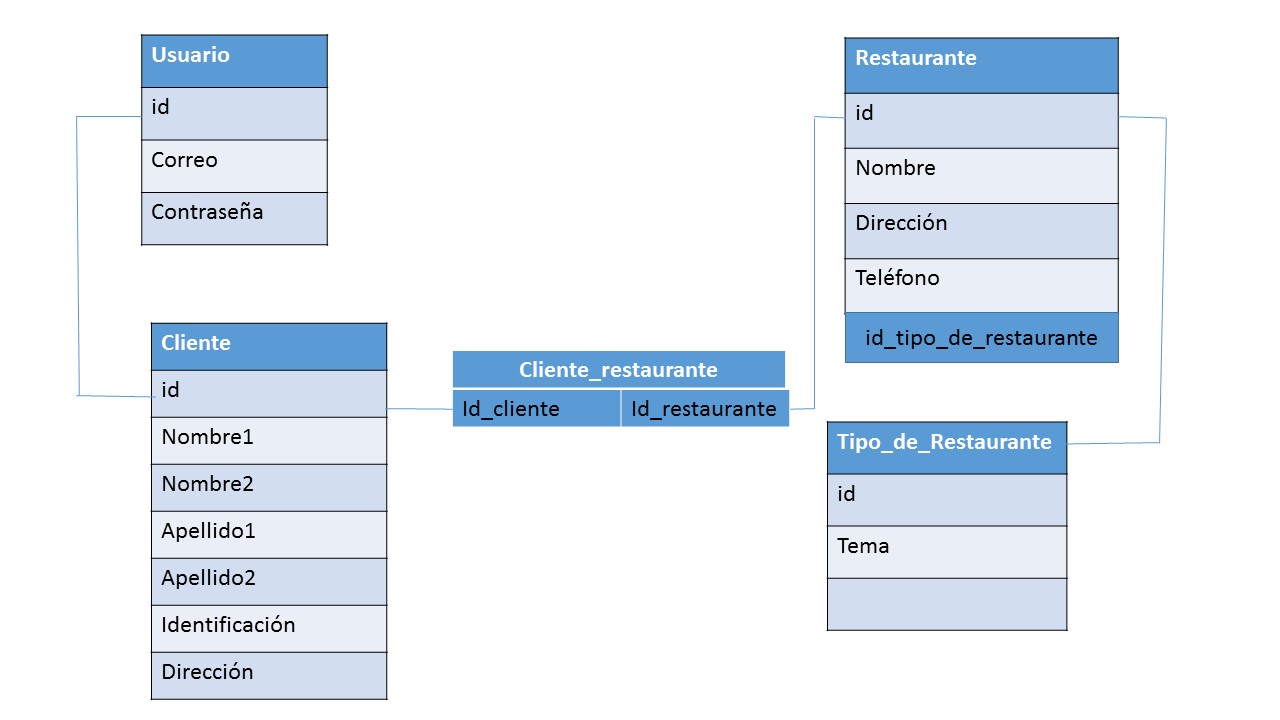 Usuario
id
Correo
Contraseña
Cliente
id
Nombre1
Nombre2
Apellido1
Apellido2
Identificación
Dirección
Cliente_restaurante
Id_cliente Id_restaurante
Restaurante
id
Nombre
Dirección
Teléfono
id_tipo_de_restaurante
Tipo_de_Restaurante
id
Tema